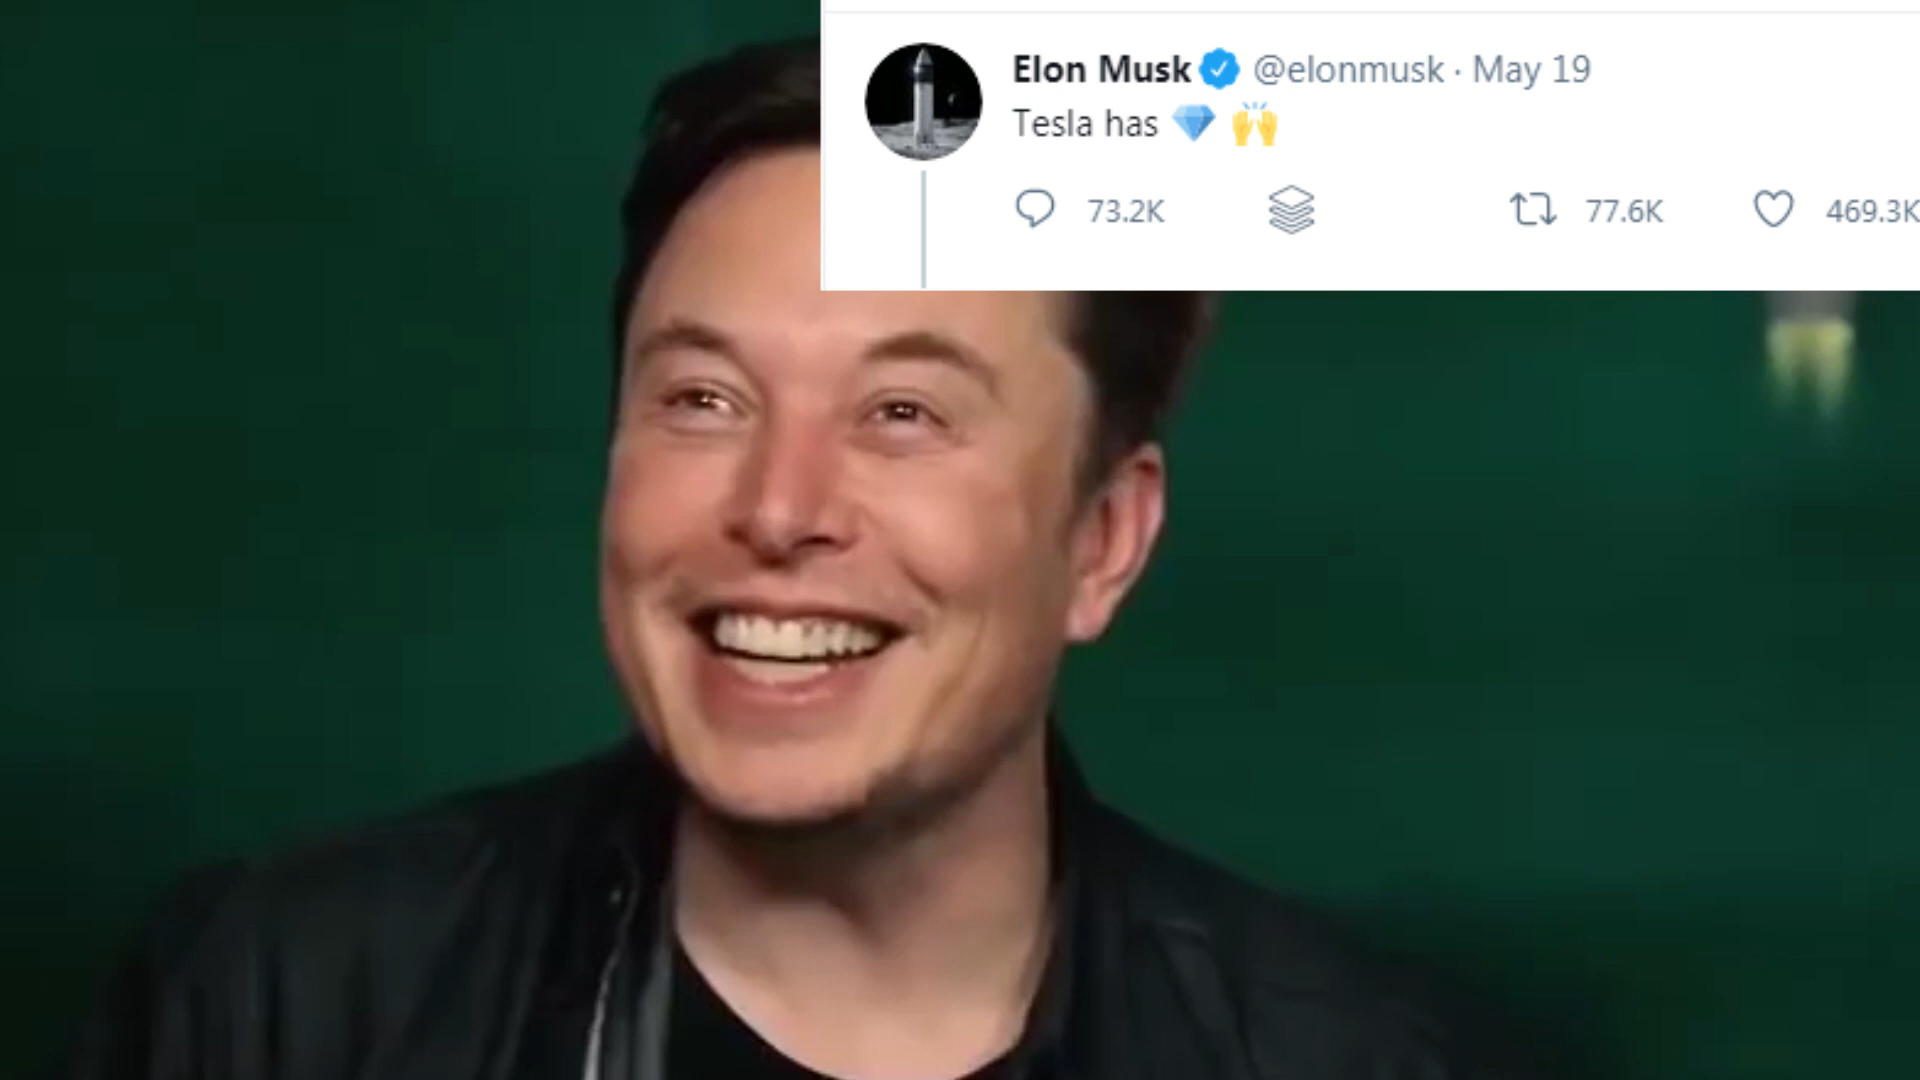 Elon Musk @elonmusk · May 19
Tesla has 💎 🙌
73.2K 77.6K 469.3K